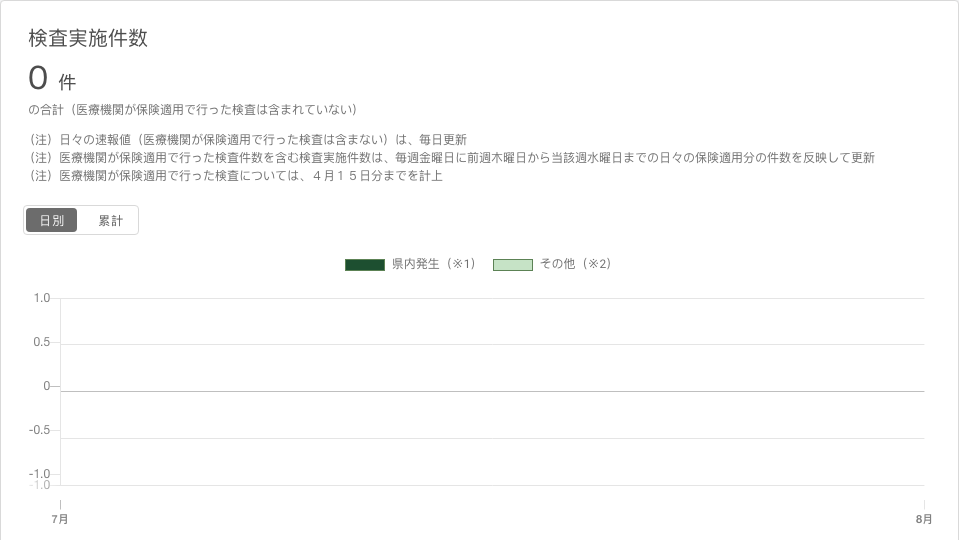 検査実施件数
0 件
の合計（医療機関が保険適用で行った検査は含まれていない）
（注）日々の速報値（医療機関が保険適用で行った検査は含まない）は、毎日更新
（注）医療機関が保険適用で行った検査件数を含む検査実施件数は、毎週金曜日に前週木曜日から当該週水曜日までの日々の保険適用分の件数を反映して更新
（注）医療機関が保険適用で行った検査については、４月１５日分までを計上
日別 累計
県内発生（※1） その他（※2）
1.0
0.5
0
-0.5
-1.0
-1.0
7月 8月